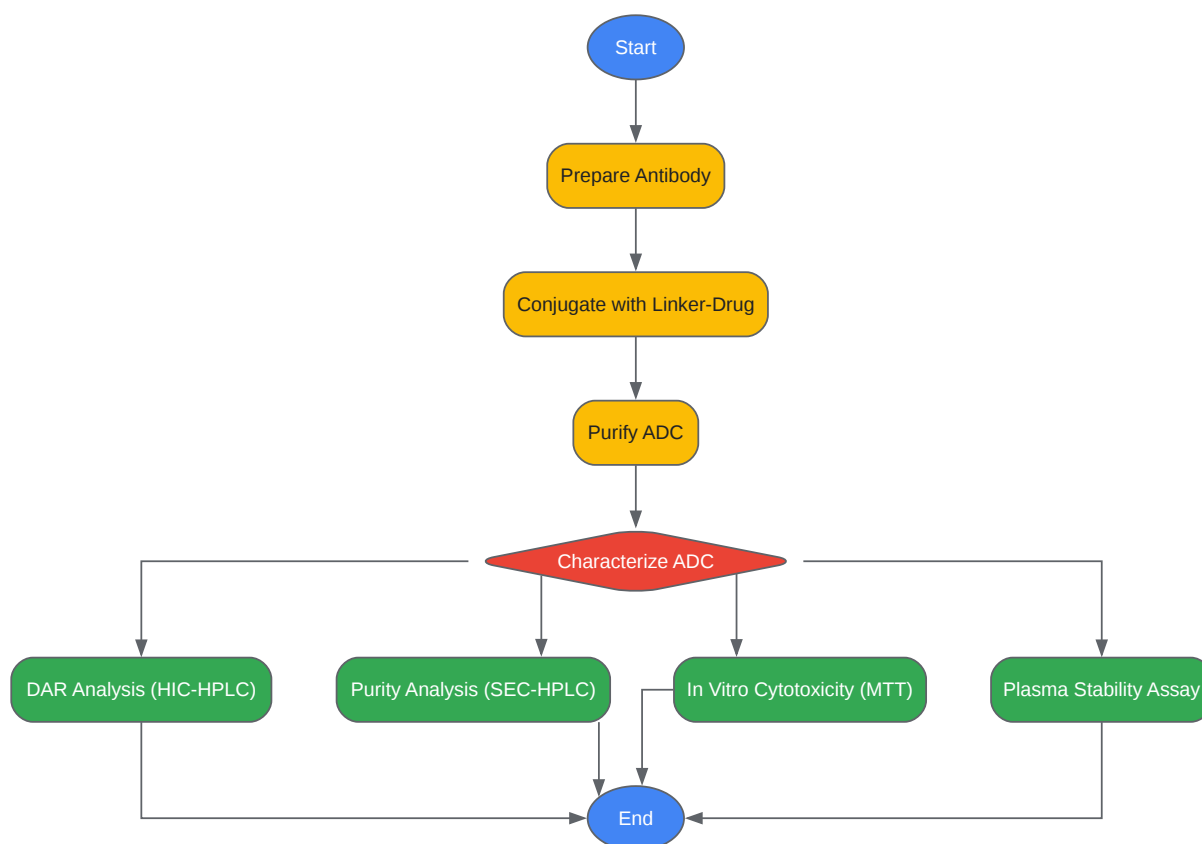 Start
Prepare Antibody
Conjugate with Linker-Drug
Purify ADC
Characterize ADC
DAR Analysis (HIC-HPLC)
Purity Analysis (SEC-HPLC)
In Vitro Cytotoxicity (MTT)
Plasma Stability Assay
End